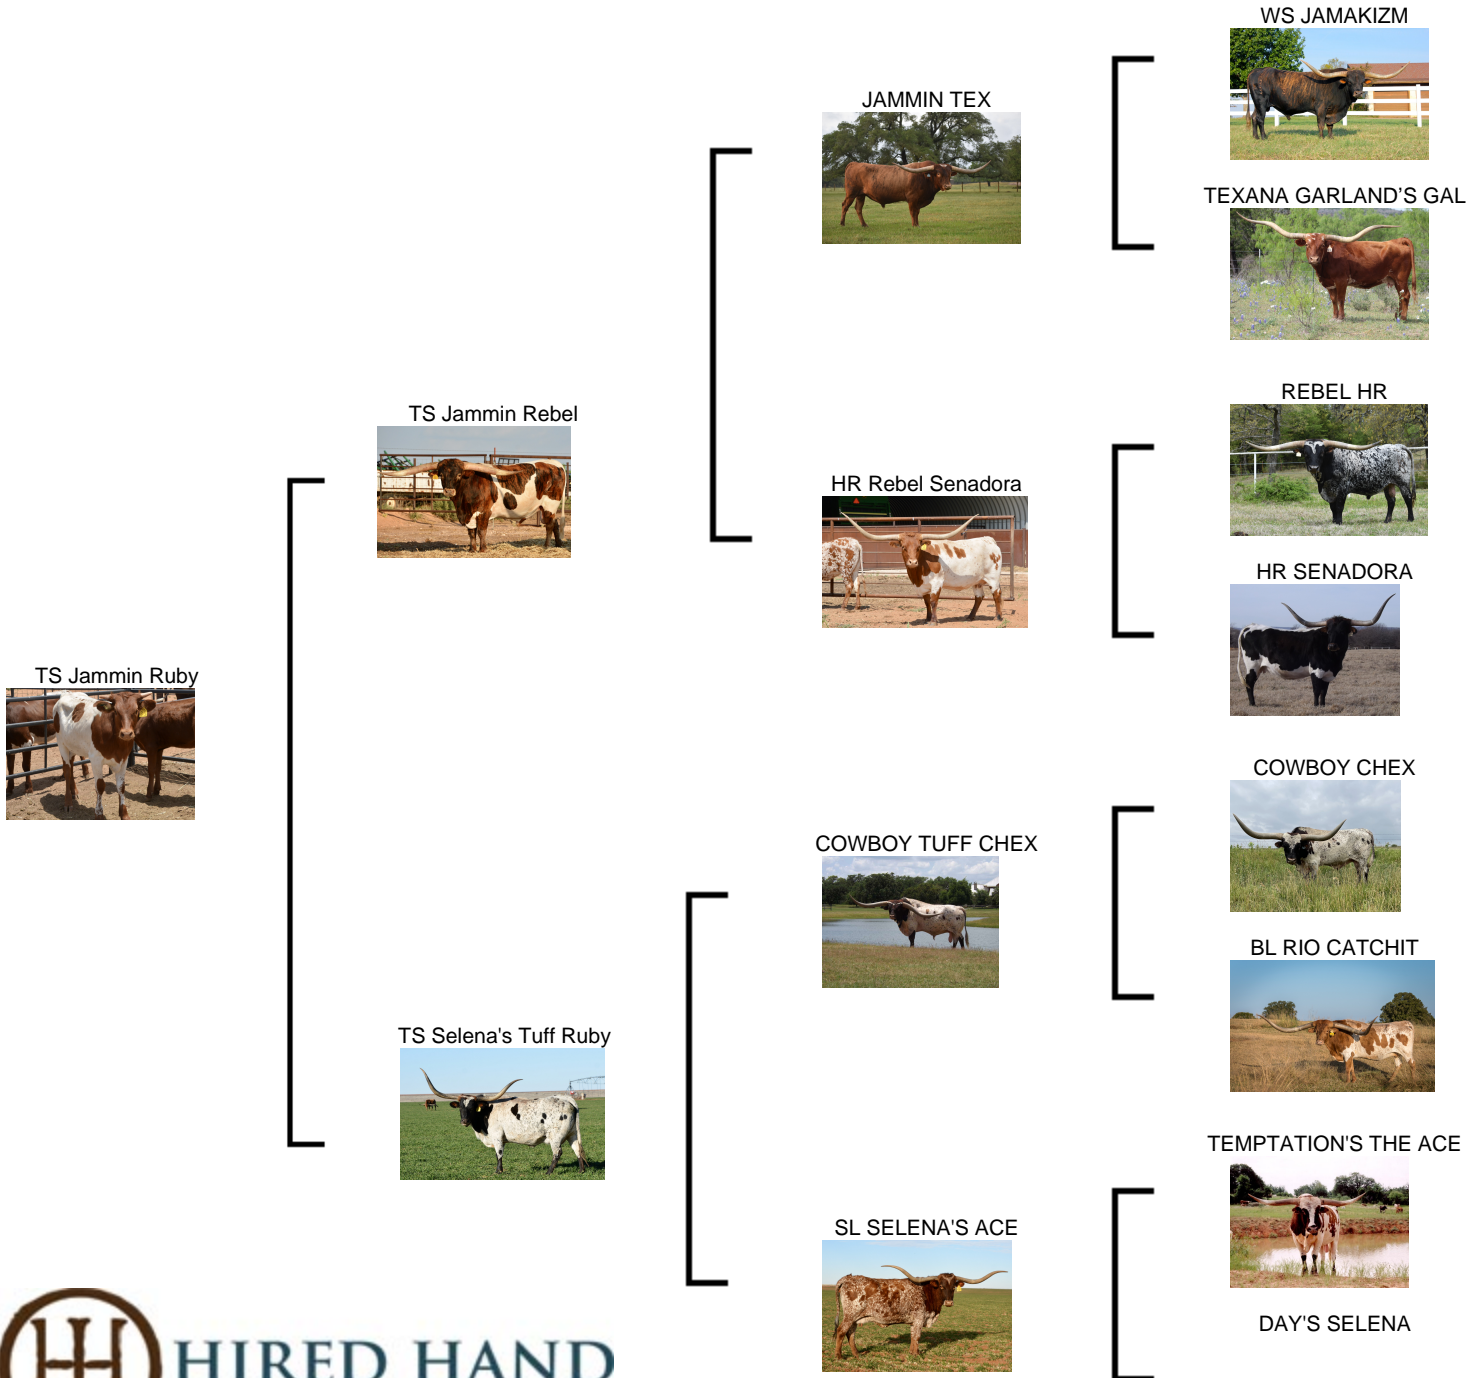 WS JAMAKIZM
JAMMIN TEX
TEXANA GARLAND'S GAL
REBEL HR
TS Jammin Rebel
HR Rebel Senadora
HR SENADORA
TS Jammin Ruby
COWBOY CHEX
COWBOY TUFF CHEX
BL RIO CATCHIT
TS Selena's Tuff Ruby
TEMPTATION'S THE ACE
SL SELENA'S ACE
DAY'S SELENA
HIRED HAND